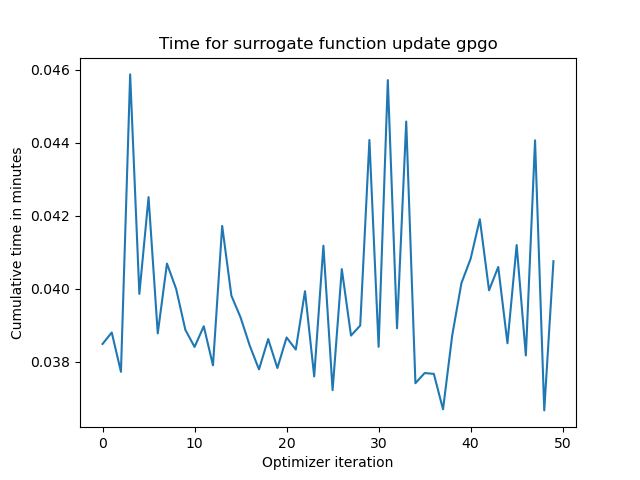 Time for surrogate function update gpgo
Cumulative time in minutes
0.046
0.044
0.042
0.040
0.038
0 10 20 30 40 50
Optimizer iteration